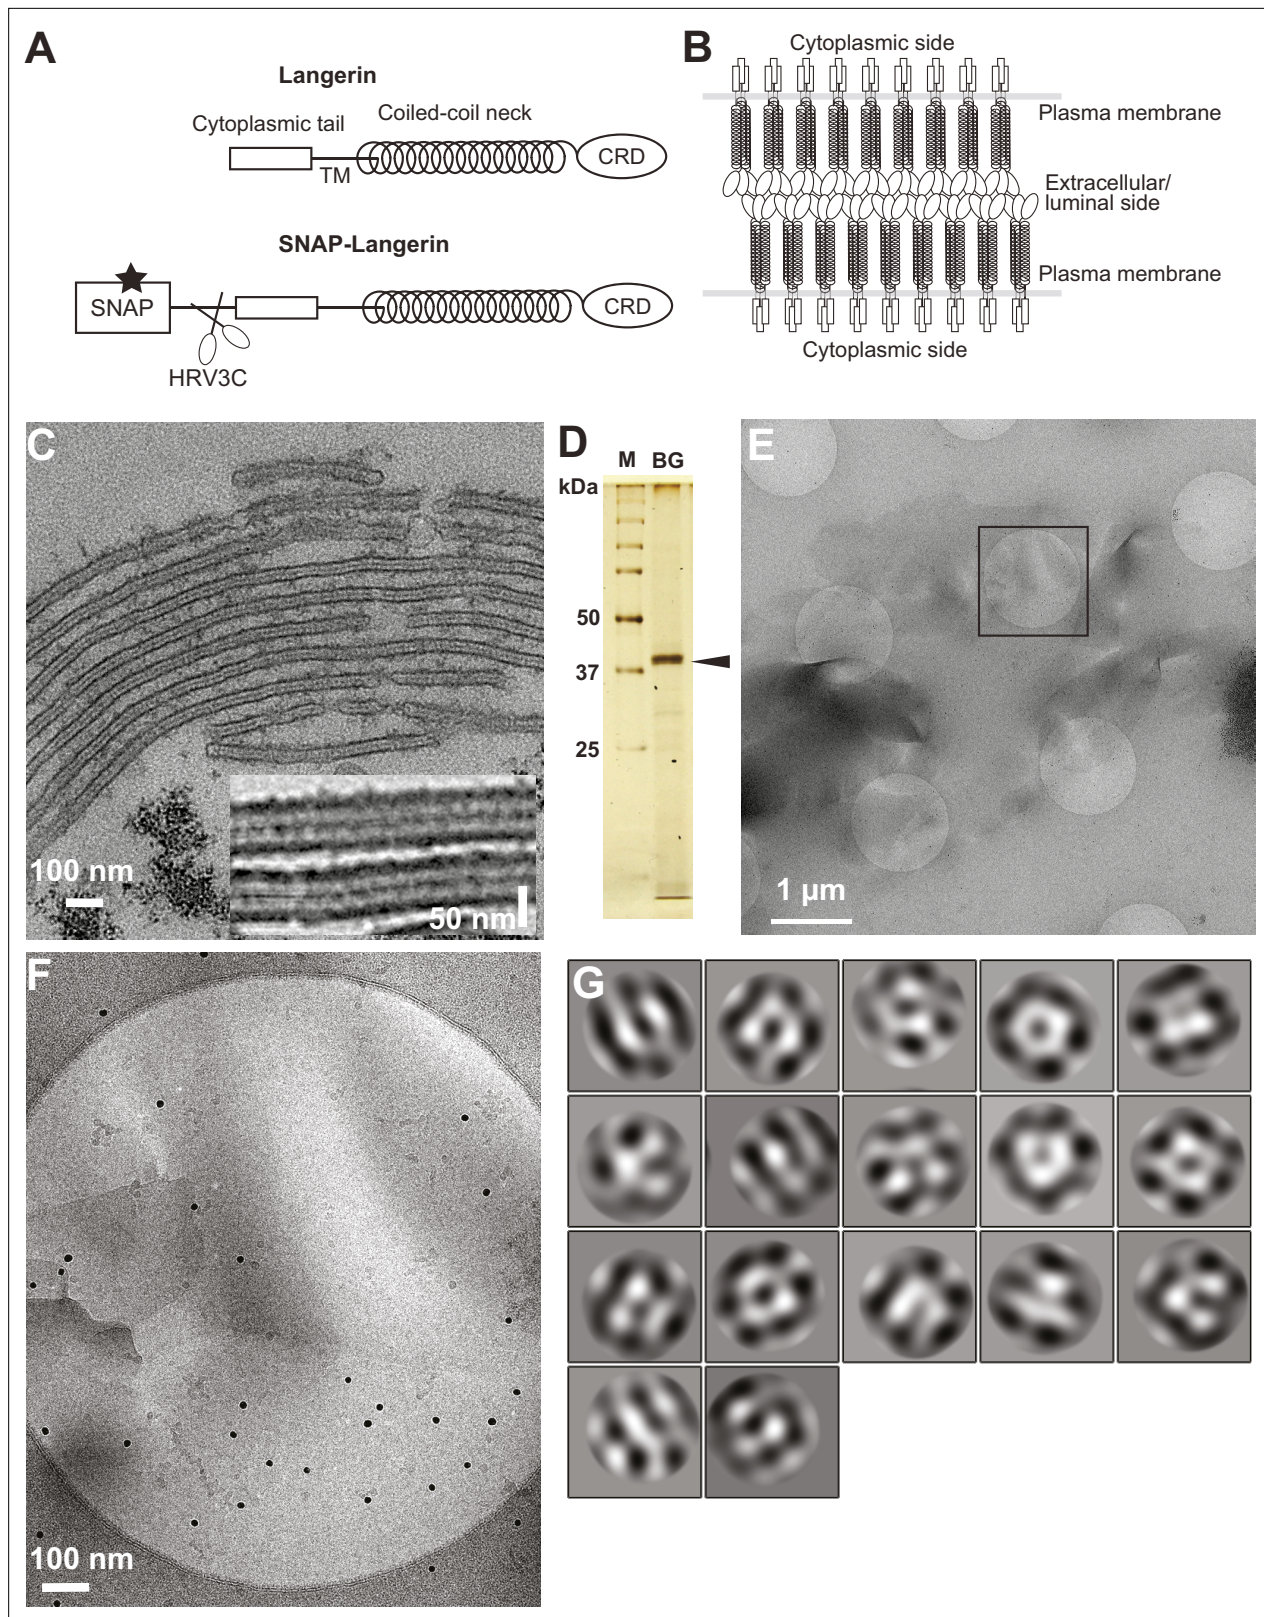 A
Langerin
Cytoplasmic tail
Coiled-coil neck
TM
CRD
SNAP-Langerin
SNAP
HRV3C
CRD
B
Cytoplasmic side
Plasma membrane
Extracellular/
luminal side
Plasma membrane
Cytoplasmic side
C
100 nm
50 nm
D
M BG
kDa
50
37
25
E
1 µm
F
100 nm
G